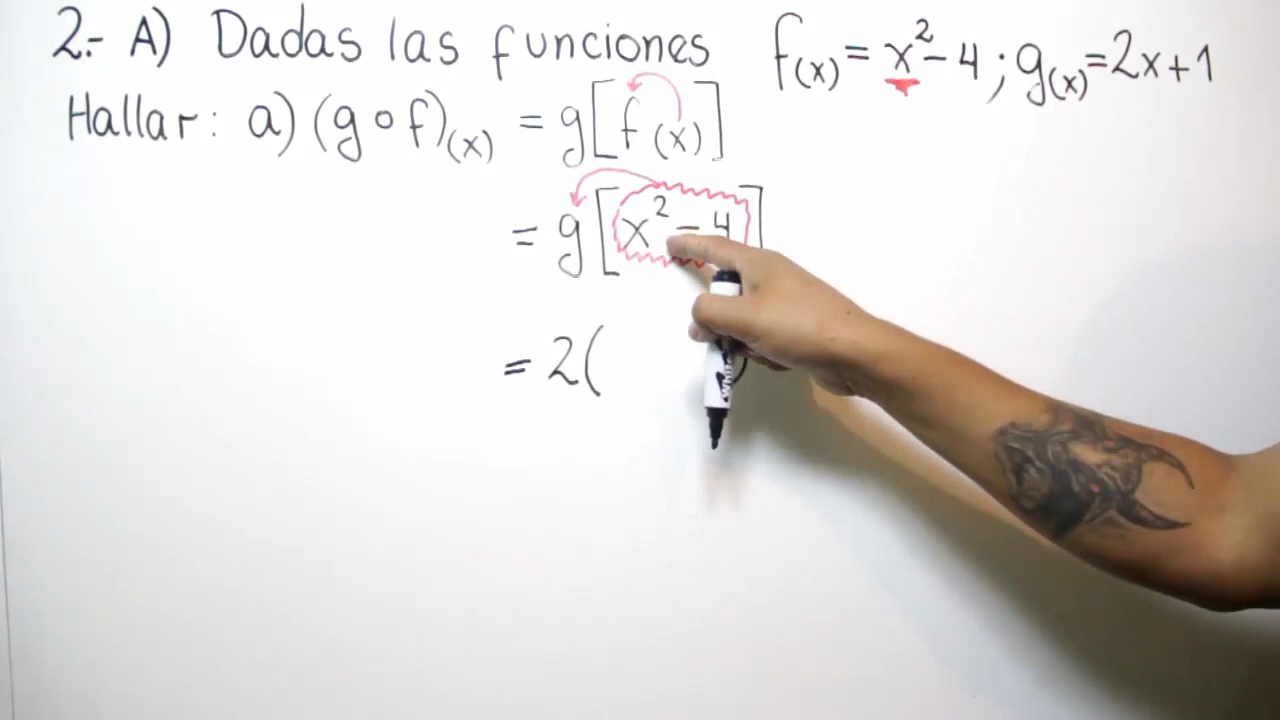 2.- A) Dadas las funciones f(x) = x² - 4 ; g(x) = 2x + 1
Hallar: a) (g ∘ f)(x) = g[f(x)]
= g[x² - 4]
= 2(